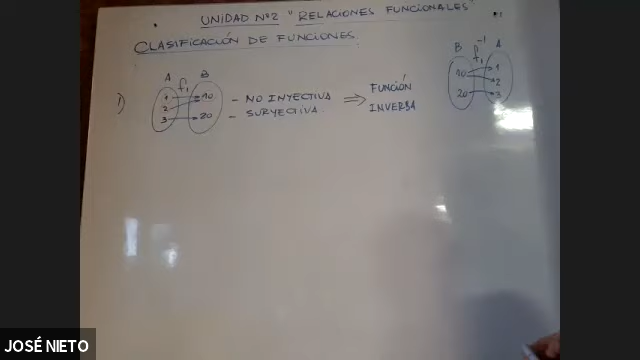 UNIDAD Nº2 "RELACIONES FUNCIONALES"
CLASIFICACIÓN DE FUNCIONES.
1)
A f₁ B
1 10
2
3 20
- NO INYECTIVA
- SURYECTIVA.
⇒ FUNCIÓN
INVERSA
B f₁⁻¹ A
10 1
2
20 3
JOSÉ NIETO